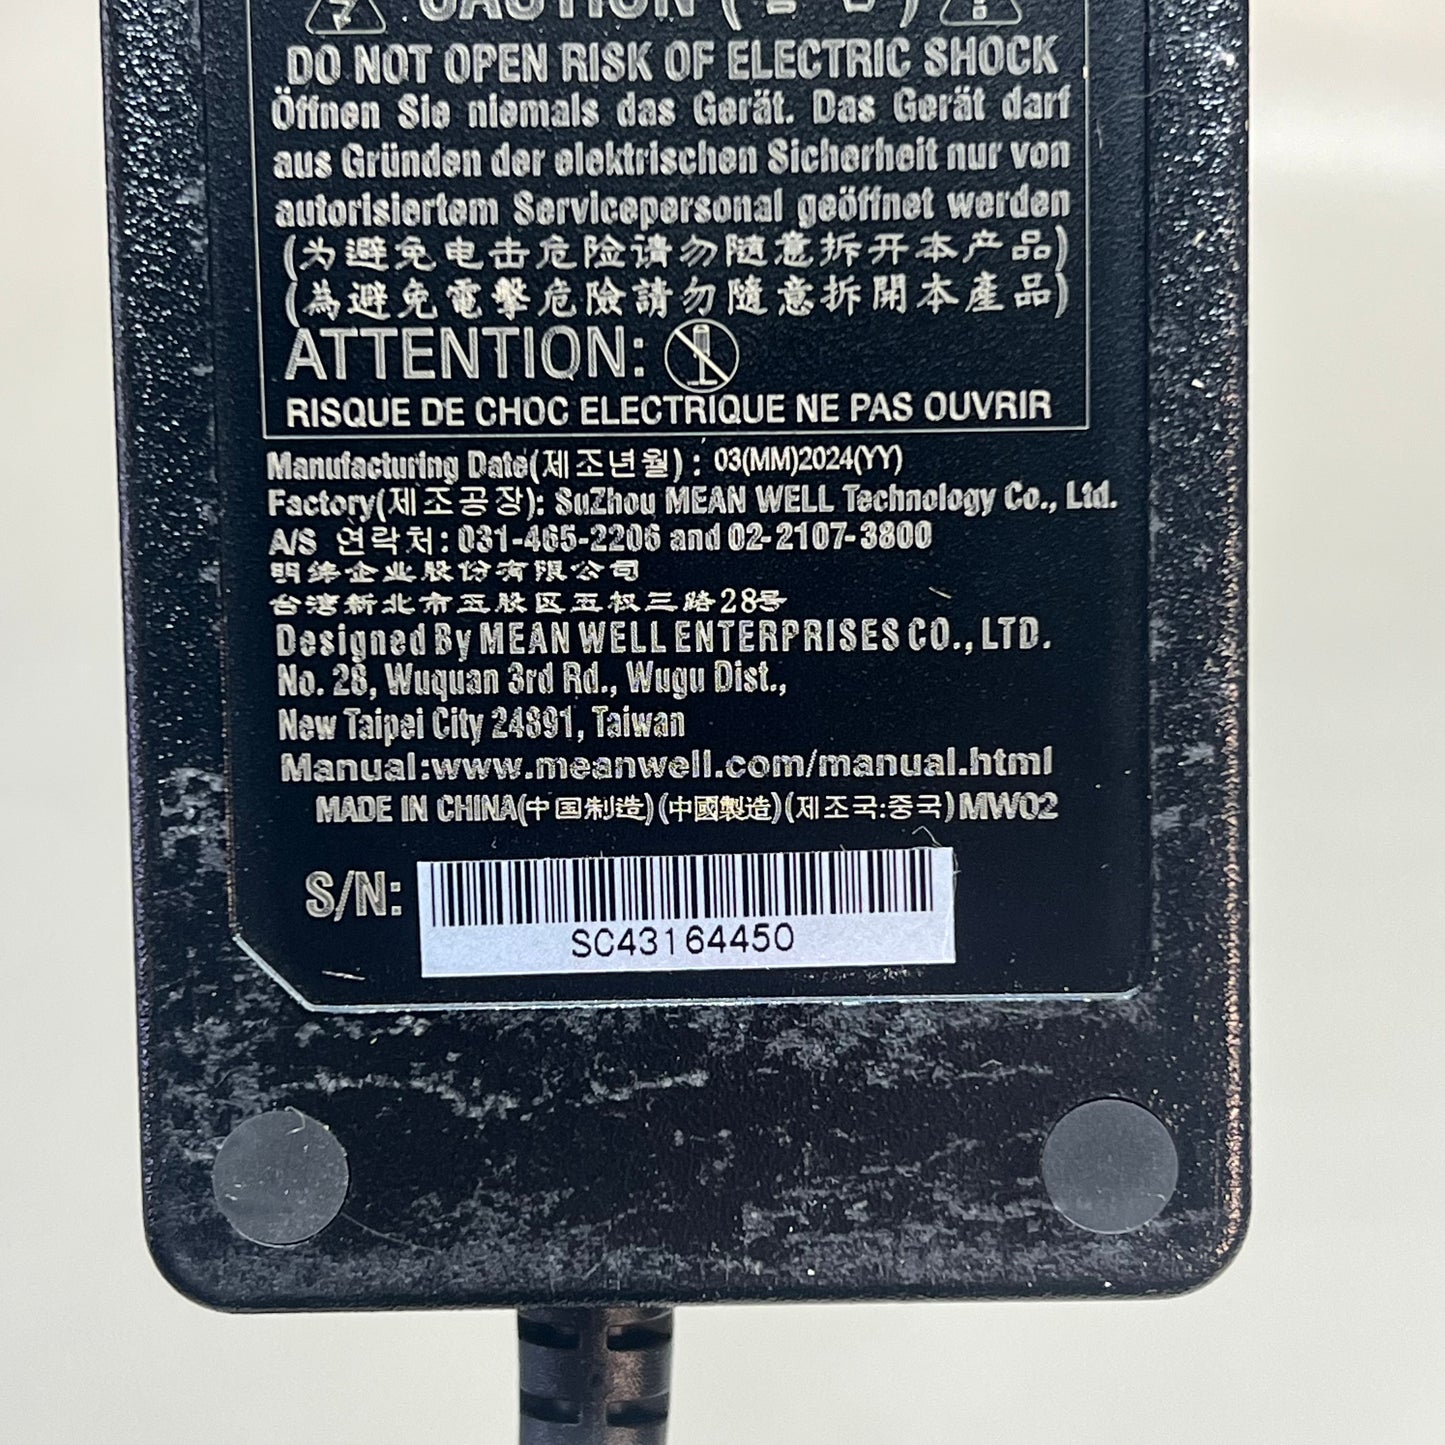 CAUTION
DO NOT OPEN RISK OF ELECTRIC SHOCK
Öffnen Sie niemals das Gerät. Das Gerät darf
aus Gründen der elektrischen Sicherheit nur von
autorisiertem Servicepersonal geöffnet werden
(为避免电击危险请勿随意拆开本产品)
(為避免電擊危險請勿隨意拆開本產品)
ATTENTION:
RISQUE DE CHOC ELECTRIQUE NE PAS OUVRIR
Manufacturing Date(제조년월) : 03(MM)2024(YY)
Factory(제조공장): SuZhou MEAN WELL Technology Co., Ltd.
A/S 연락처: 031-465-2206 and 02-2107-3800
明緯企业股份有限公司
台湾新北市五股区五权三路28号
Designed By MEAN WELL ENTERPRISES CO., LTD.
No. 28, Wuquan 3rd Rd., Wugu Dist.,
New Taipei City 24891, Taiwan
Manual:www.meanwell.com/manual.html
MADE IN CHINA(中国制造)(中國製造)(제조국:중국)MW02
S/N:
SC43164450